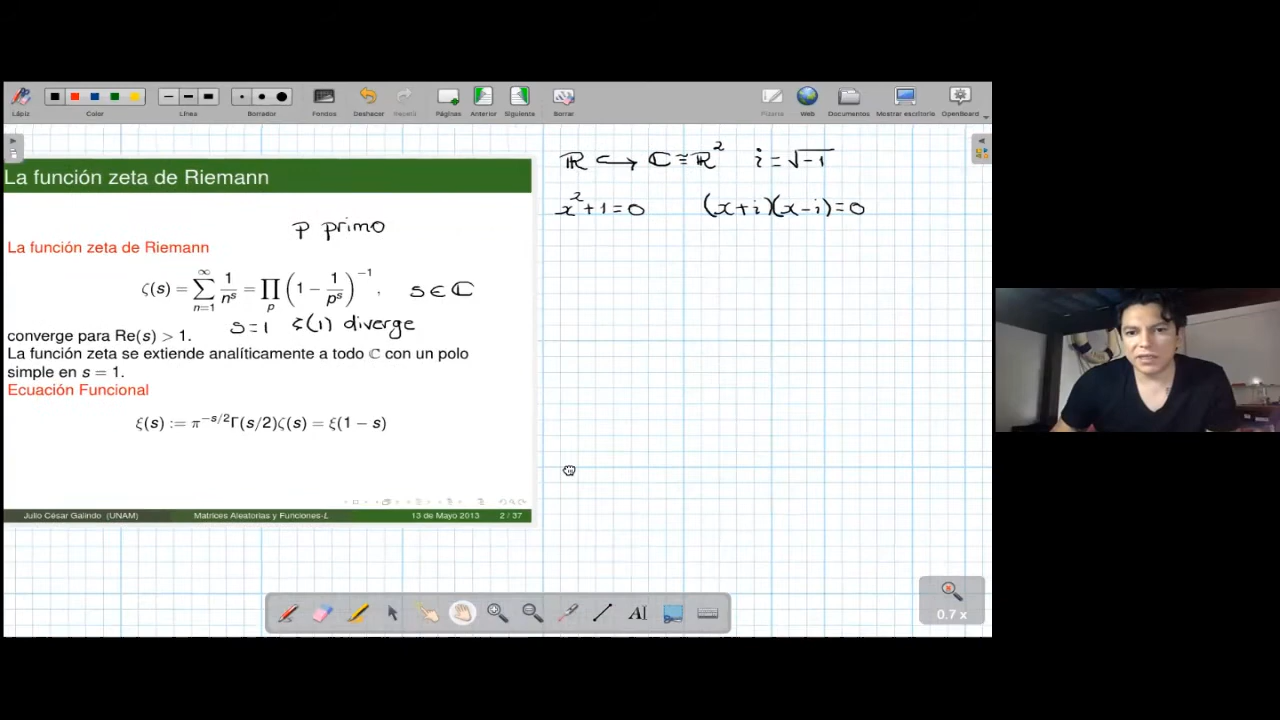 Lápiz Color Línea Borrador Fondos Deshacer Páginas Anterior Siguiente Borrar Pizarra Web Documentos Mostrar escritorio OpenBoard
La función zeta de Riemann
p primo
La función zeta de Riemann
ζ(s) = ∑_{n=1}^{∞} 1/n^s = ∏_p (1 − 1/p^s)^{−1}, s ∈ ℂ
converge para Re(s) > 1. s=1 ζ(1) diverge
La función zeta se extiende analíticamente a todo ℂ con un polo
simple en s = 1.
Ecuación Funcional
ξ(s) := π^{−s/2}Γ(s/2)ζ(s) = ξ(1 − s)
Julio César Galindo (UNAM) Matrices Aleatorias y Funciones-L 13 de Mayo 2013 2 / 37
ℝ ↪ ℂ ≅ ℝ² i = √−1
x²+1=0 (x+i)(x−i)=0
AI
0.7 x